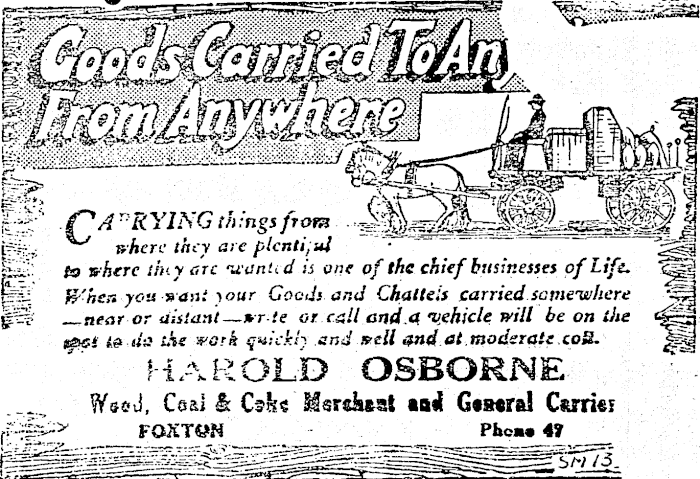 Goods Carried To Any
From Anywhere
CARRYING things from
where they are plentiful
to where they are wanted is one of the chief businesses of Life.
When you want your Goods and Chattels carried somewhere
—near or distant—write or call and a vehicle will be on the
spot to do the work quickly and well and at moderate cost.
HAROLD OSBORNE
Wood, Coal & Coke Merchant and General Carrier
FOXTON Phone 47
SM13